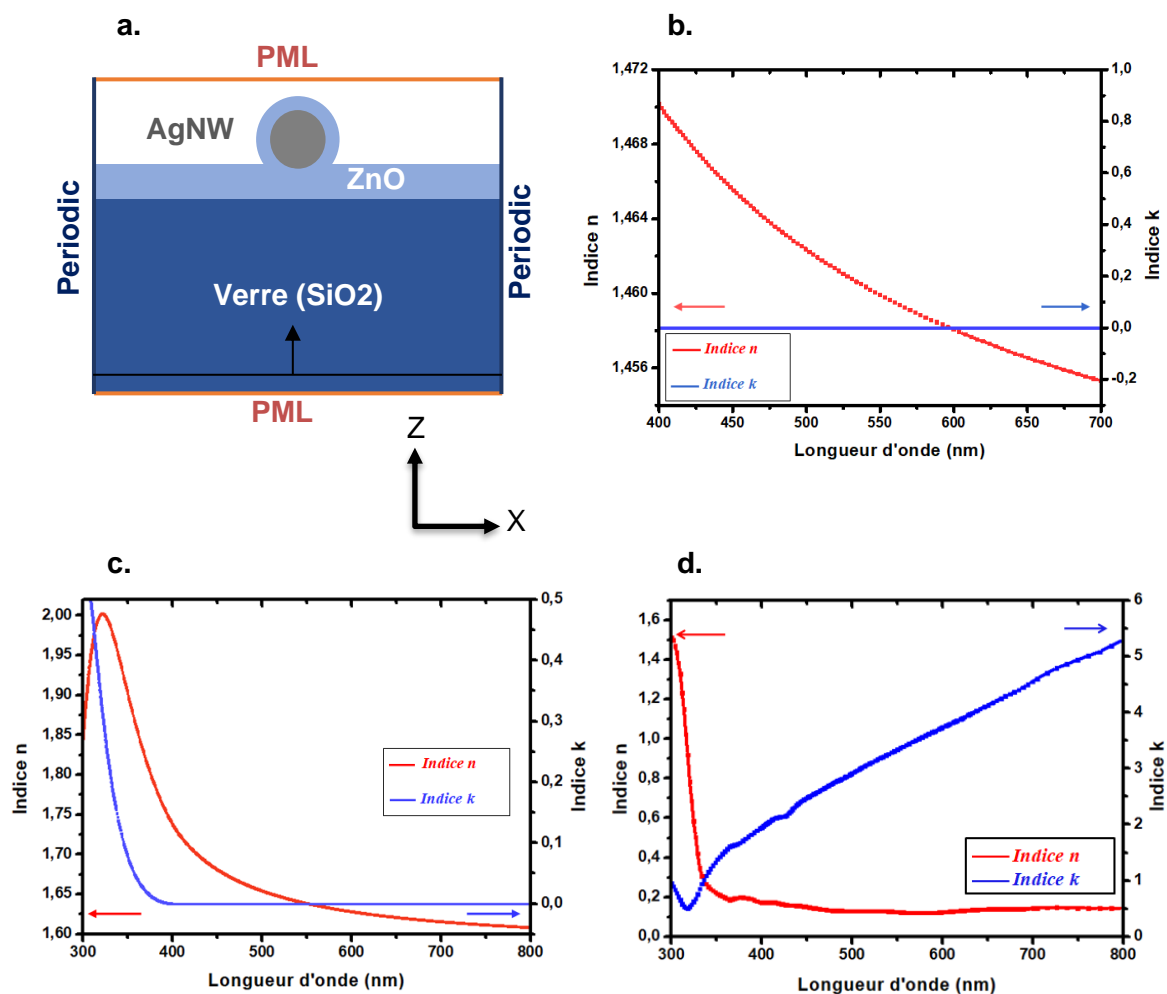 a.
PML
AgNW
ZnO
Periodic
Periodic
Verre (SiO2)
PML
Z
X
b.
1,472
1,468
1,464
1,460
1,456
Indice n
1,0
0,8
0,6
0,4
0,2
0,0
-0,2
Indice k
Indice n
Indice k
400 450 500 550 600 650 700
Longueur d'onde (nm)
c.
2,00
1,95
1,90
1,85
1,80
1,75
1,70
1,65
1,60
Indice n
0,5
0,4
0,3
0,2
0,1
0,0
Indice k
Indice n
Indice k
300 400 500 600 700 800
Longueur d'onde (nm)
d.
1,6
1,4
1,2
1,0
0,8
0,6
0,4
0,2
0,0
Indice n
6
5
4
3
2
1
0
Indice k
Indice n
Indice k
300 400 500 600 700 800
Longueur d'onde (nm)